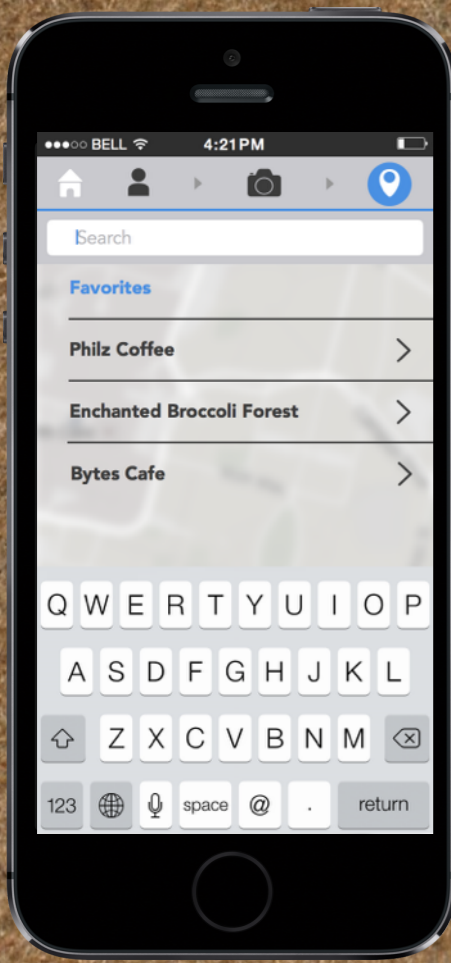 BELL 4:21 PM
Search
Favorites
Philz Coffee
Enchanted Broccoli Forest
Bytes Cafe
Q W E R T Y U I O P
A S D F G H J K L
Z X C V B N M
123 space @ . return